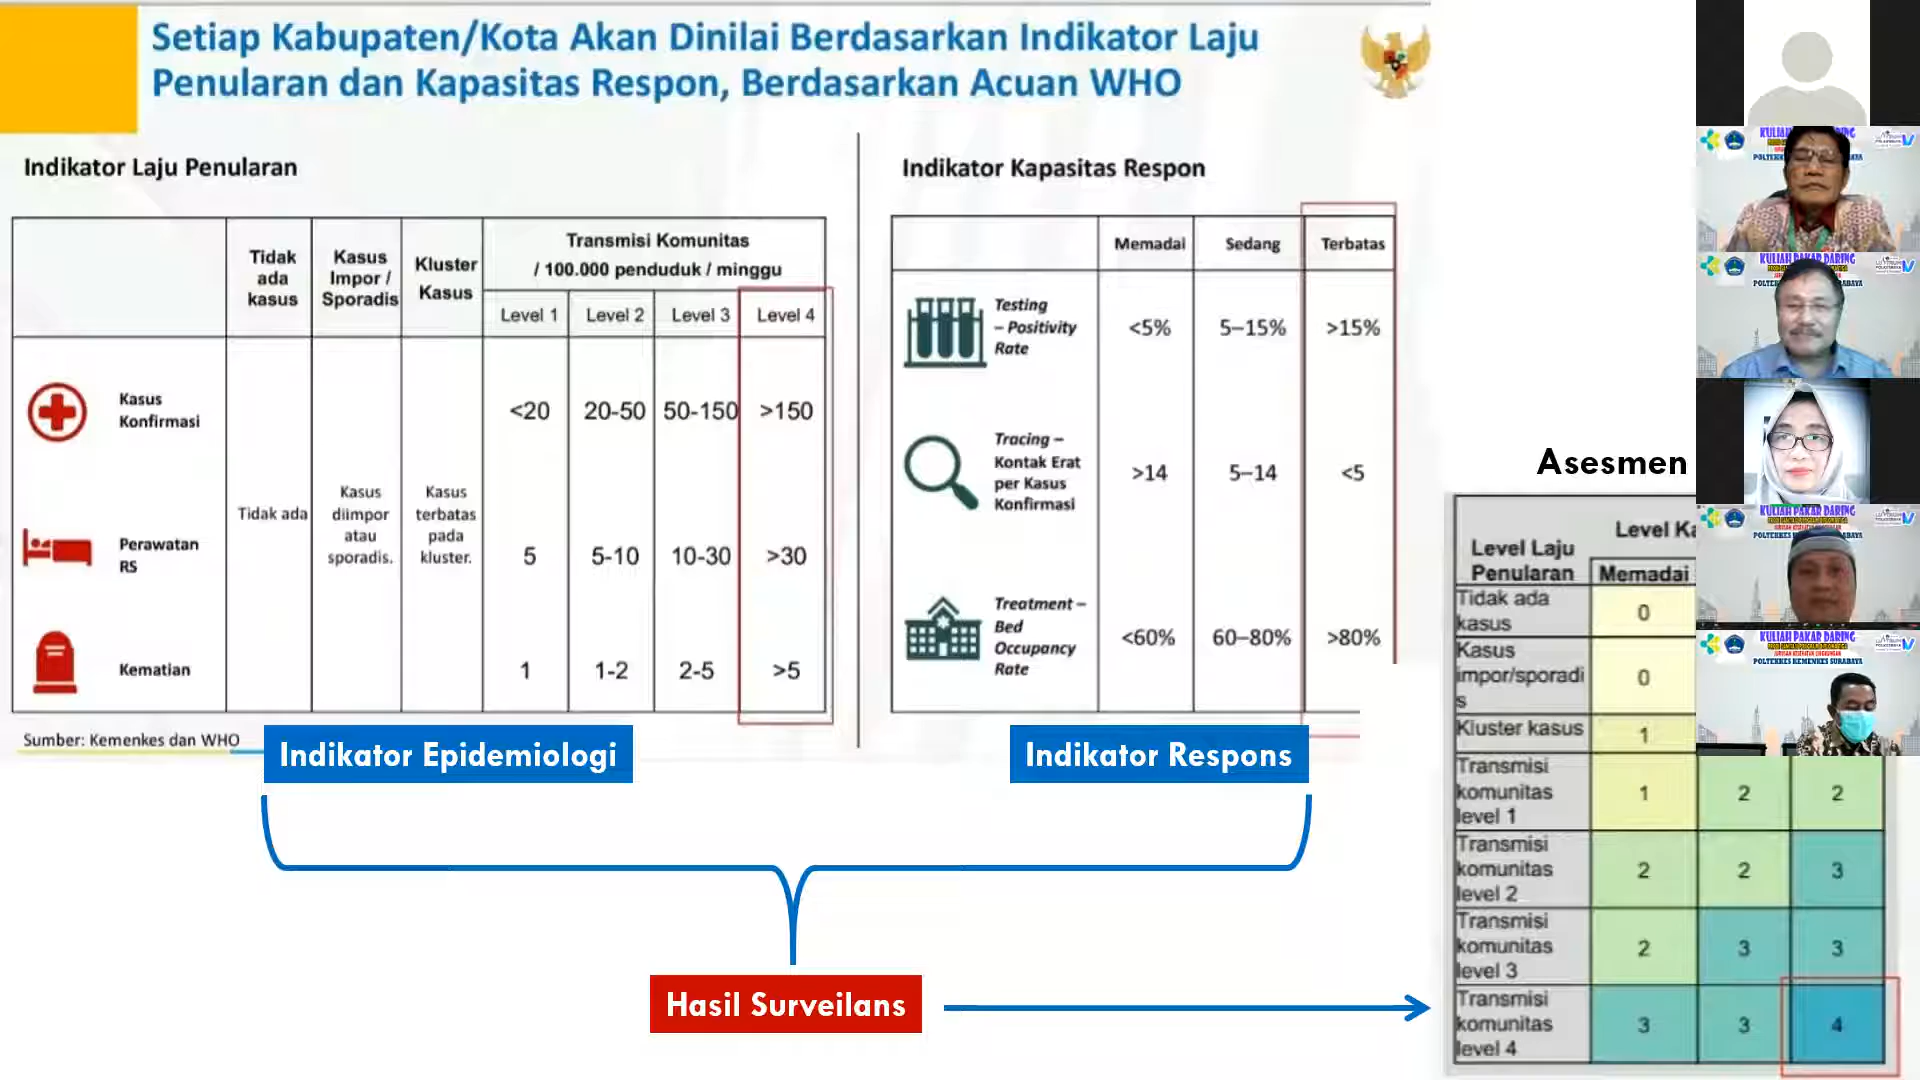 Setiap Kabupaten/Kota Akan Dinilai Berdasarkan Indikator Laju
Penularan dan Kapasitas Respon, Berdasarkan Acuan WHO
Indikator Laju Penularan
Tidak ada kasus
Kasus Impor / Sporadis
Kluster Kasus
Transmisi Komunitas
/ 100.000 penduduk / minggu
Level 1 Level 2 Level 3 Level 4
Kasus Konfirmasi
<20 20-50 50-150 >150
Tidak ada
Kasus diimpor atau sporadis.
Kasus terbatas pada kluster.
Perawatan RS
5 5-10 10-30 >30
Kematian
1 1-2 2-5 >5
Sumber: Kemenkes dan WHO
Indikator Kapasitas Respon
Memadai Sedang Terbatas
Testing – Positivity Rate
<5% 5–15% >15%
Tracing – Kontak Erat per Kasus Konfirmasi
>14 5–14 <5
Treatment – Bed Occupancy Rate
<60% 60–80% >80%
Indikator Epidemiologi
Indikator Respons
Hasil Surveilans
Asesmen
Level Laju Penularan
Level Ka
Memadai
Tidak ada kasus
0
Kasus impor/sporadis
0
Kluster kasus
1
Transmisi komunitas level 1
1 2 2
Transmisi komunitas level 2
2 2 3
Transmisi komunitas level 3
2 3 3
Transmisi komunitas level 4
3 3 4
KULIAH PAKAR DARING
POLTEKKES KEMENKES SURABAYA